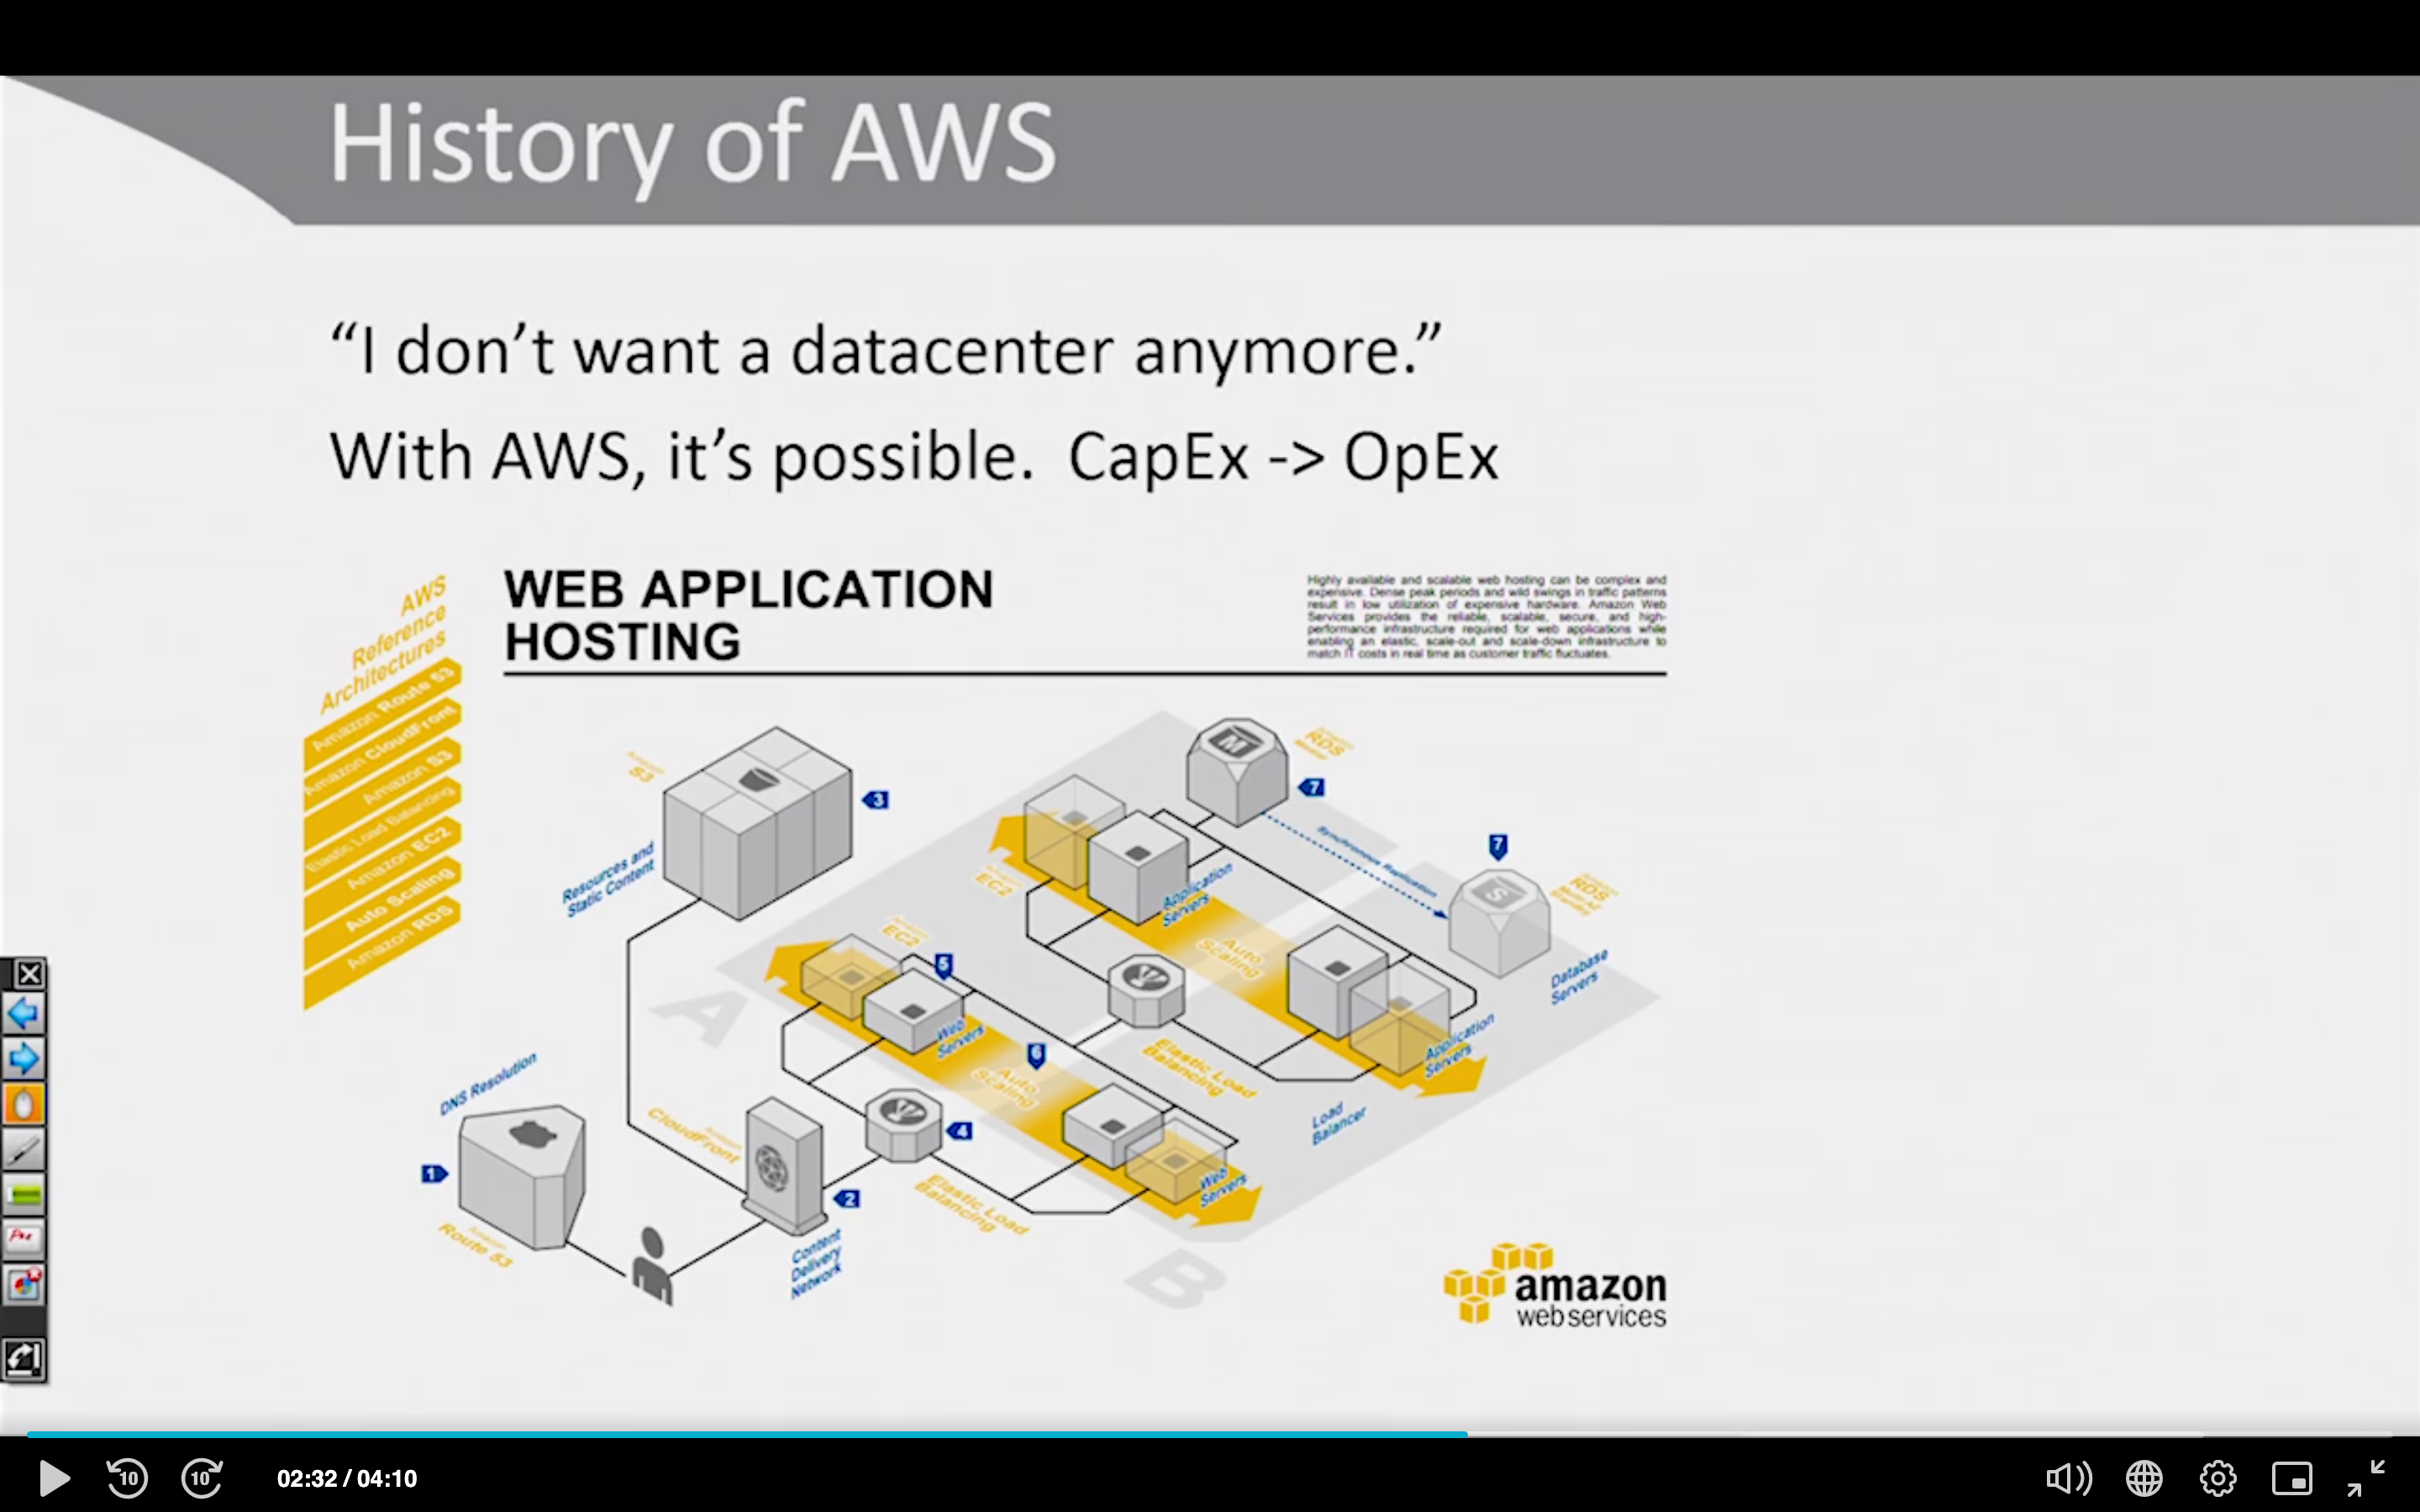 History of AWS
“I don’t want a datacenter anymore.”
With AWS, it’s possible.  CapEx -> OpEx
AWS
Reference
Architectures
Amazon Route 53
Amazon CloudFront
Amazon S3
Elastic Load Balancing
Amazon EC2
Auto Scaling
Amazon RDS
WEB APPLICATION
HOSTING
Highly available and scalable web hosting can be complex and
expensive. Dense peak periods and wild swings in traffic patterns
result in low utilization of expensive hardware. Amazon Web
Services provides the reliable, scalable, secure, and high-
performance infrastructure required for web applications while
enabling an elastic, scale-out and scale-down infrastructure to
match IT costs in real time as customer traffic fluctuates.
Amazon
S3
3
Resources and
Static Content
M
RDS
7
Synchronous Replication
7
S
RDS
Database
Servers
EC2
Application
Servers
Auto
Scaling
Application
Servers
Elastic Load
Balancing
Load
Balancer
A
EC2
5
Web
Servers
6
Auto
Scaling
Web
Servers
B
DNS Resolution
1
Amazon
Route 53
Amazon
CloudFront
2
Content
Delivery
Network
4
Elastic Load
Balancing
amazon
webservices
10
10
02:32 / 04:10